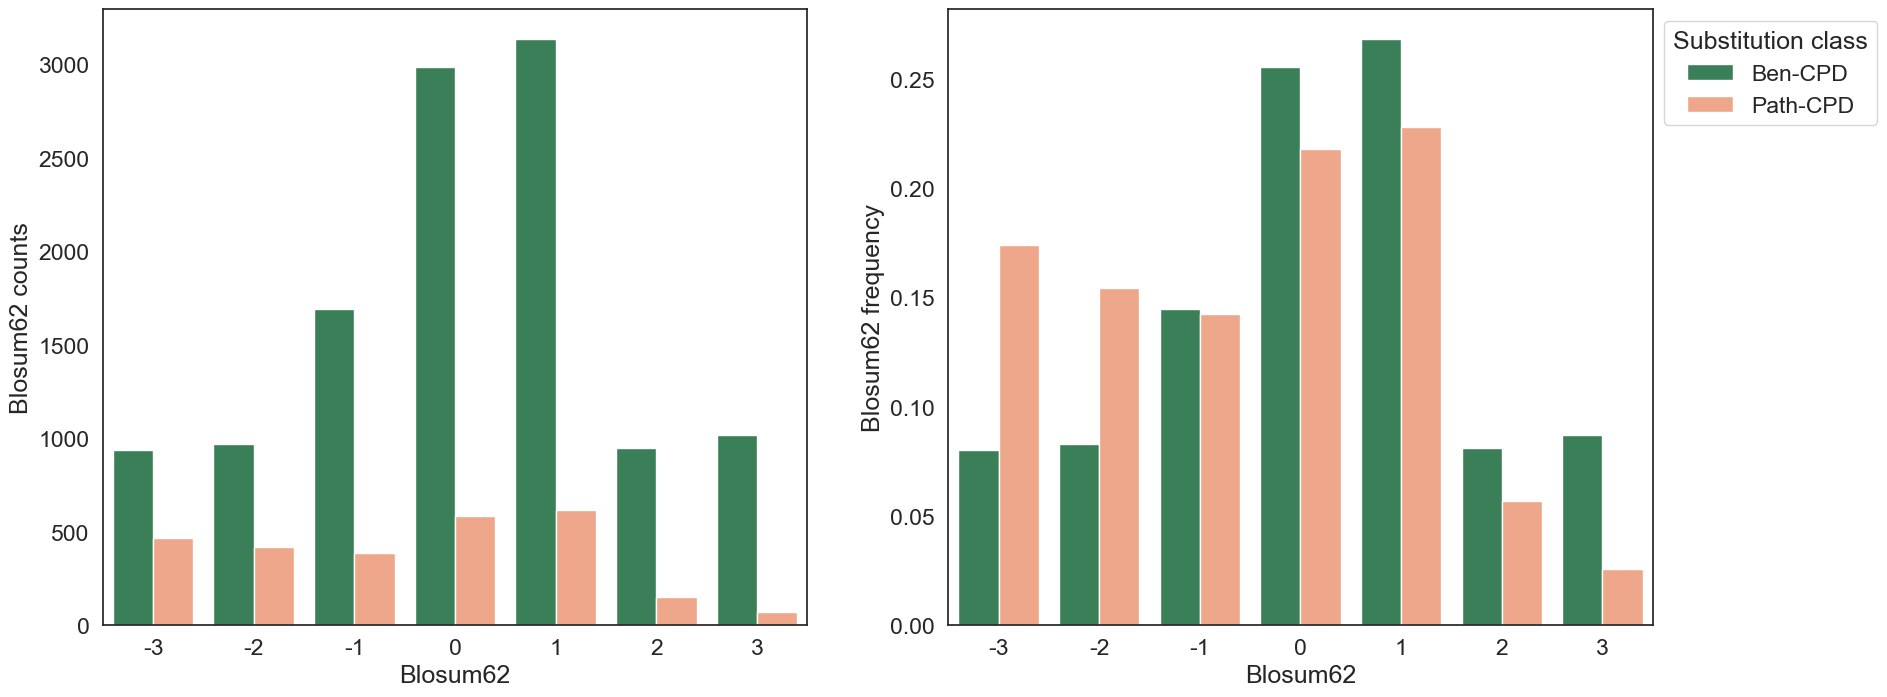 Blosum62 counts
3000
2500
2000
1500
1000
500
0
-3 -2 -1 0 1 2 3
Blosum62
Blosum62 frequency
0.25
0.20
0.15
0.10
0.05
0.00
-3 -2 -1 0 1 2 3
Blosum62
Substitution class
Ben-CPD
Path-CPD